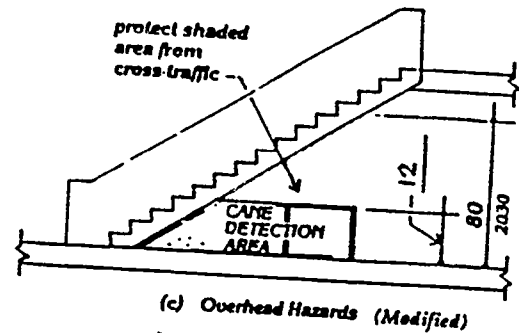 protect shaded
area from
cross-traffic
12
80
2030
CANE
DETECTION
AREA
(c) Overhead Hazards (Modified)